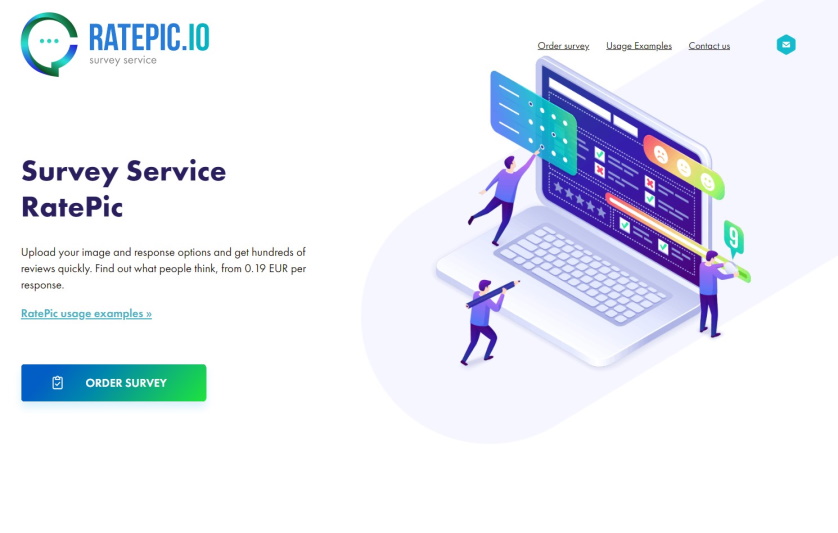 RATEPIC.IO
survey service
Order survey
Usage Examples
Contact us
Survey Service
RatePic
Upload your image and response options and get hundreds of
reviews quickly. Find out what people think, from 0.19 EUR per
response.
RatePic usage examples »
ORDER SURVEY
9